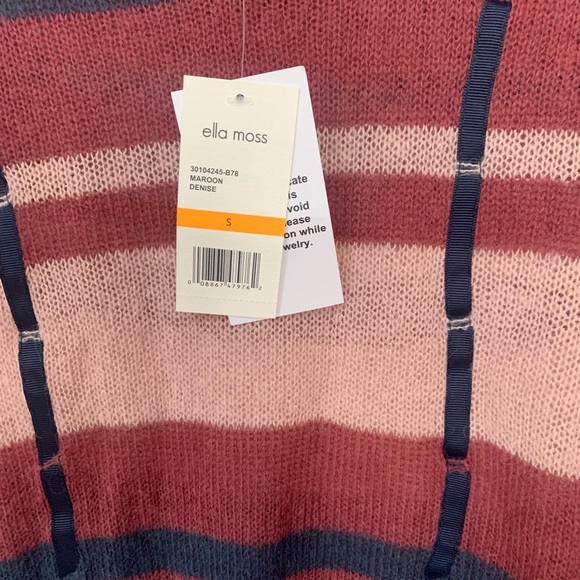 ella moss
30104245-B78
MAROON
DENISE
S
0 08867 47976 2
cate
is
void
ease
on while
welry.